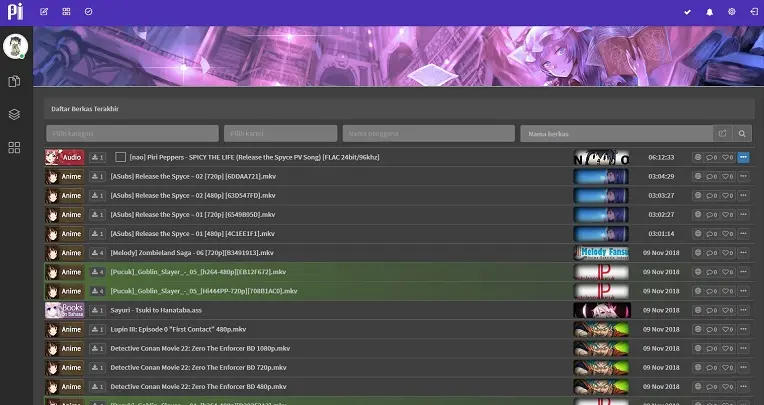 Pi
Daftar Berkas Terakhir
Pilih kategori Pilih kanal Nama pengguna Nama berkas
Audio 1 [nao] Piri Peppers - SPICY THE LIFE (Release the Spyce PV Song) [FLAC 24bit/96khz] 06:12:33 0 0
Anime 1 [ASubs] Release the Spyce – 02 [720p] [6DDAA721].mkv 03:04:29 0 0
Anime 1 [ASubs] Release the Spyce – 02 [480p] [63D547FD].mkv 03:03:27 0 0
Anime 1 [ASubs] Release the Spyce – 01 [720p] [6549B95D].mkv 03:02:27 0 0
Anime 1 [ASubs] Release the Spyce – 01 [480p] [4C1EE1F1].mkv 03:01:14 0 0
Anime 4 [Melody] Zombieland Saga - 06 [720p][B3491913].mkv Melody Fansu 09 Nov 2018 0 0
Anime 4 [Pucuk]_Goblin_Slayer_-_05_[h264-480p][EB12F672].mkv 09 Nov 2018 0 0
Anime 4 [Pucuk]_Goblin_Slayer_-_05_[Hi444PP-720p][708B1AC0].mkv 09 Nov 2018 0 0
Books in Bahasa 1 Sayuri - Tsuki to Hanataba.ass 09 Nov 2018 0 0
Anime 1 Lupin III: Episode 0 "First Contact" 480p.mkv 09 Nov 2018 0 0
Anime 1 Detective Conan Movie 22: Zero The Enforcer BD 1080p.mkv 09 Nov 2018 0 0
Anime 1 Detective Conan Movie 22: Zero The Enforcer BD 720p.mkv 09 Nov 2018 0 0
Anime 1 Detective Conan Movie 22: Zero The Enforcer BD 480p.mkv 09 Nov 2018 0 0